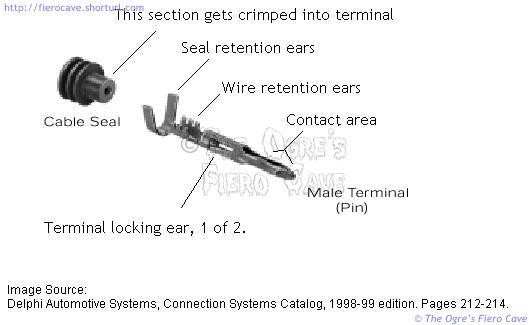 http://fierocave.shorturl.com
This section gets crimped into terminal
Seal retention ears
Wire retention ears
Cable Seal
Contact area
© The Ogre's
Fiero Cave
Male Terminal
(Pin)
Terminal locking ear, 1 of 2.
Image Source:
Delphi Automotive Systems, Connection Systems Catalog, 1998-99 edition. Pages 212-214.
© The Ogre's Fiero Cave